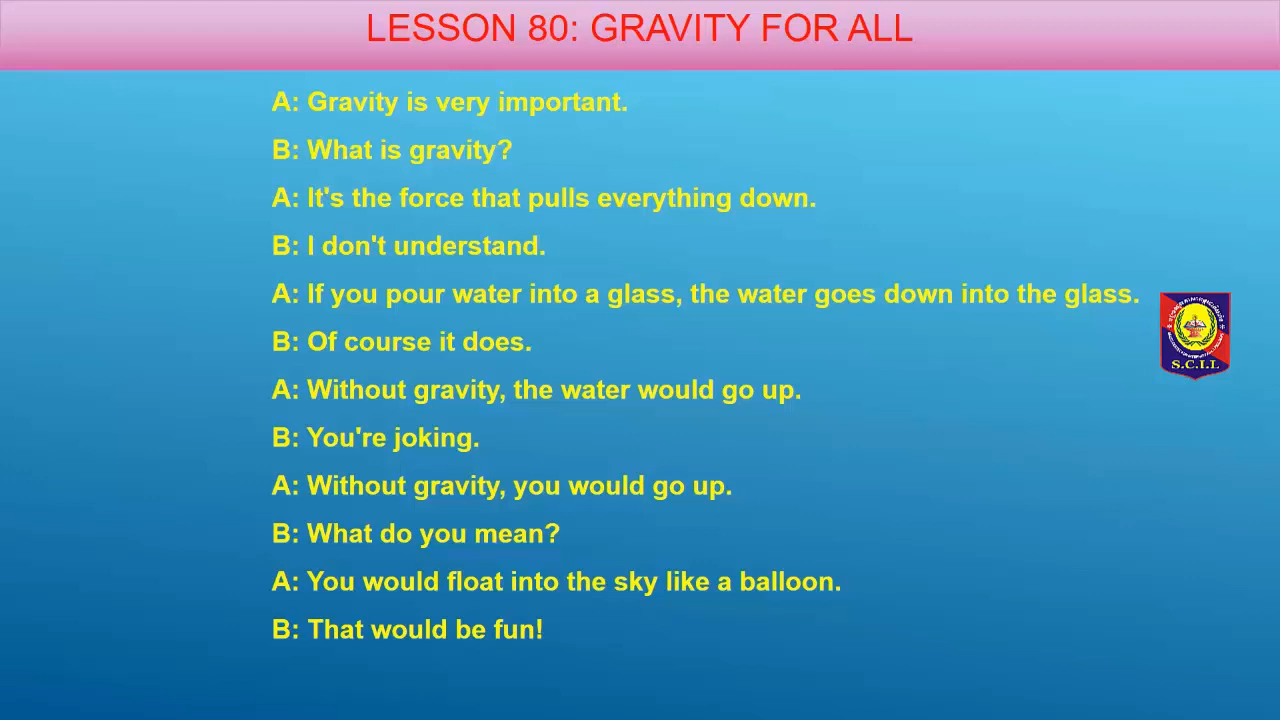 LESSON 80: GRAVITY FOR ALL
A: Gravity is very important.
B: What is gravity?
A: It's the force that pulls everything down.
B: I don't understand.
A: If you pour water into a glass, the water goes down into the glass.
B: Of course it does.
A: Without gravity, the water would go up.
B: You're joking.
A: Without gravity, you would go up.
B: What do you mean?
A: You would float into the sky like a balloon.
B: That would be fun!
S.C.I.L